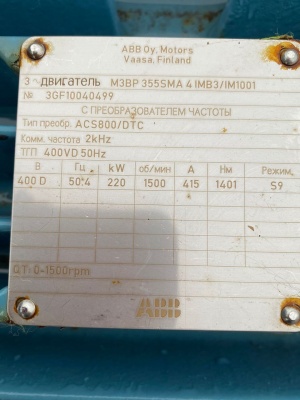 ABB Oy, Motors
Vaasa, Finland
3~двигатель M3BP 355SMA 4 IMB3/IM1001
№ 3GF10040499
С ПРЕОБРАЗОВАТЕЛЕМ ЧАСТОТЫ
Тип преобр. ACS800/DTC
Комм. частота 2kHz
ТГП 400VD 50Hz
В Гц kW об/мин А Нм Режим.
400 D 50.4 220 1500 415 1401 S9
Q.T: 0-1500rpm
ABB